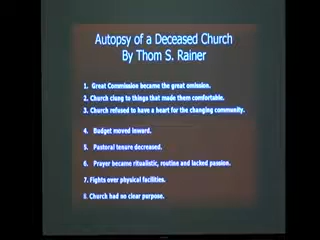 Autopsy of a Deceased Church
By Thom S. Rainer
1. Great Commission became the great omission.
2. Church clung to things that made them comfortable.
3. Church refused to have a heart for the changing community.
4. Budget moved inward.
5. Pastoral tenure decreased.
6. Prayer became ritualistic, routine and lacked passion.
7. Fights over physical facilities.
8. Church had no clear purpose.